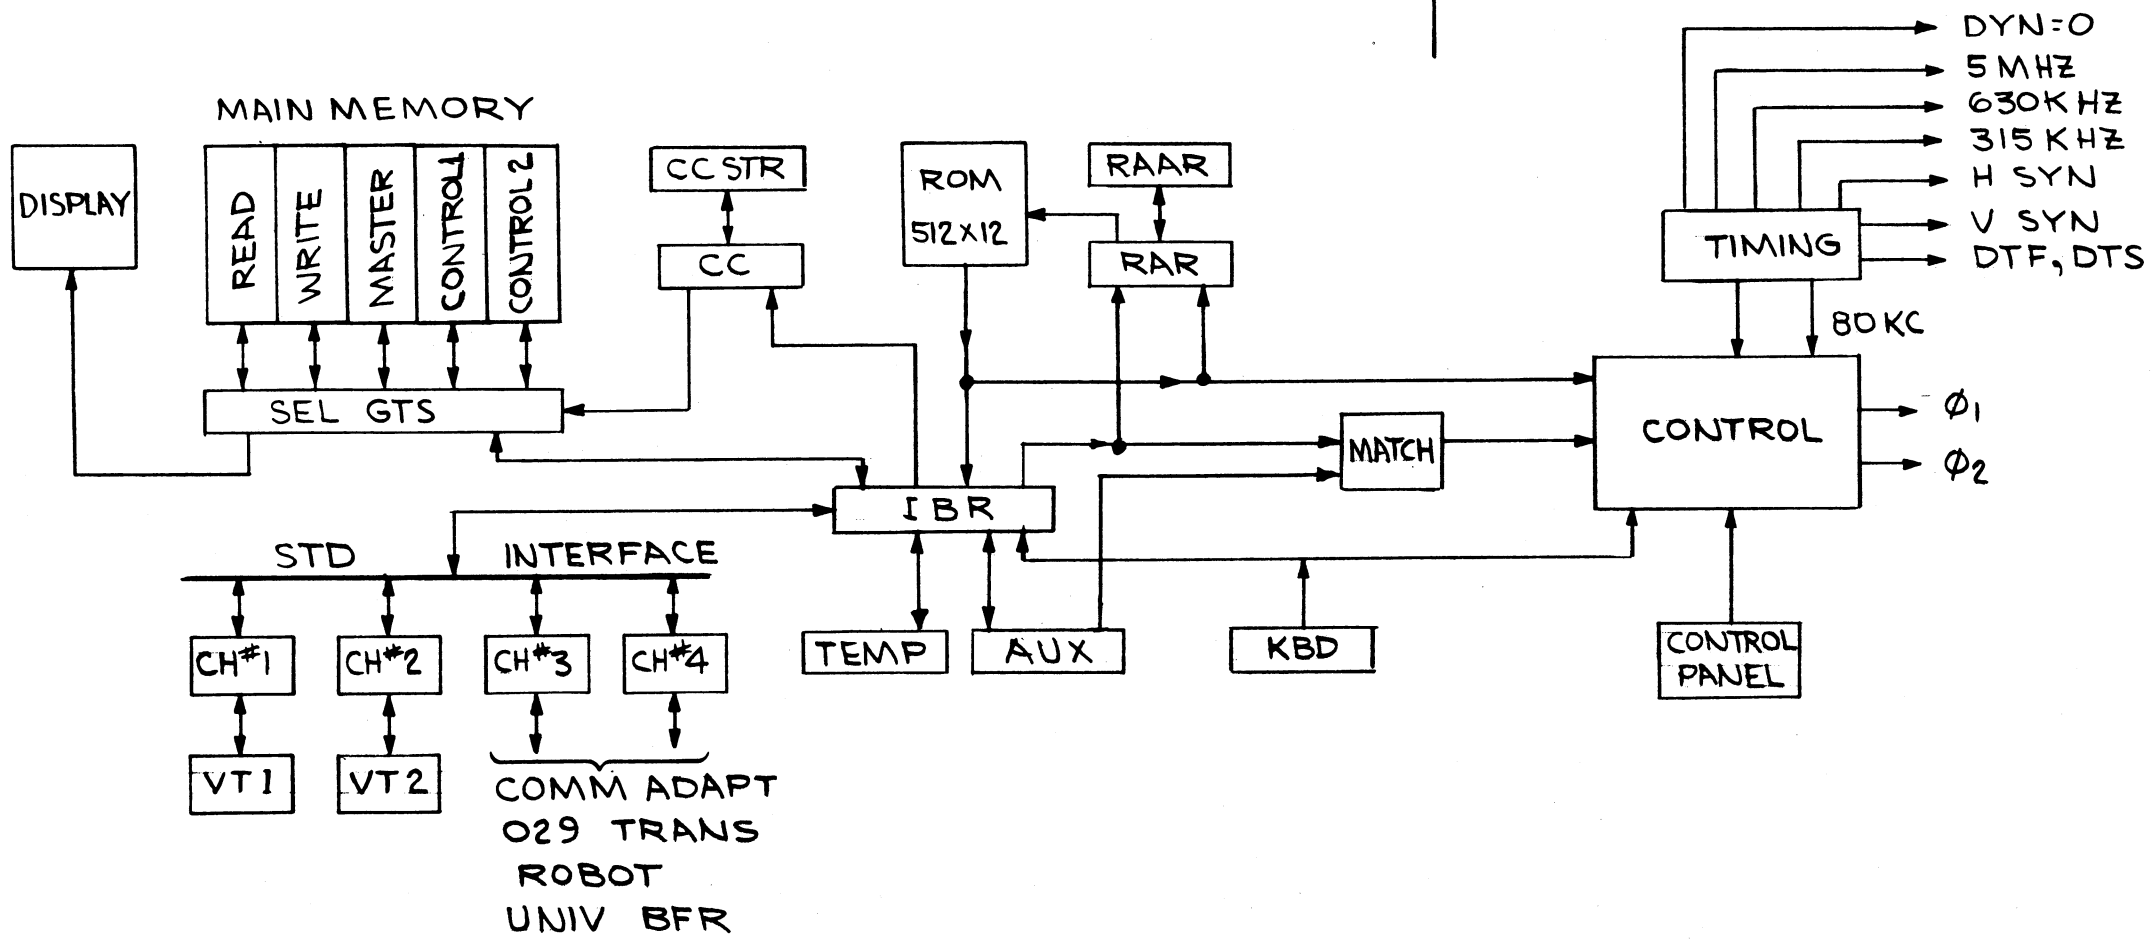 DYN=0
5 MHZ
630KHZ
315KHZ
H SYN
V SYN
DTF, DTS
MAIN MEMORY
DISPLAY
READ
WRITE
MASTER
CONTROL1
CONTROL 2
SEL GTS
CC STR
CC
ROM
512×12
RAAR
RAR
TIMING
80KC
CONTROL
Ø1
Ø2
MATCH
IBR
STD INTERFACE
CH#1
CH#2
CH#3
CH#4
TEMP
AUX
KBD
CONTROL
PANEL
VT1
VT2
COMM ADAPT
029 TRANS
ROBOT
UNIV BFR